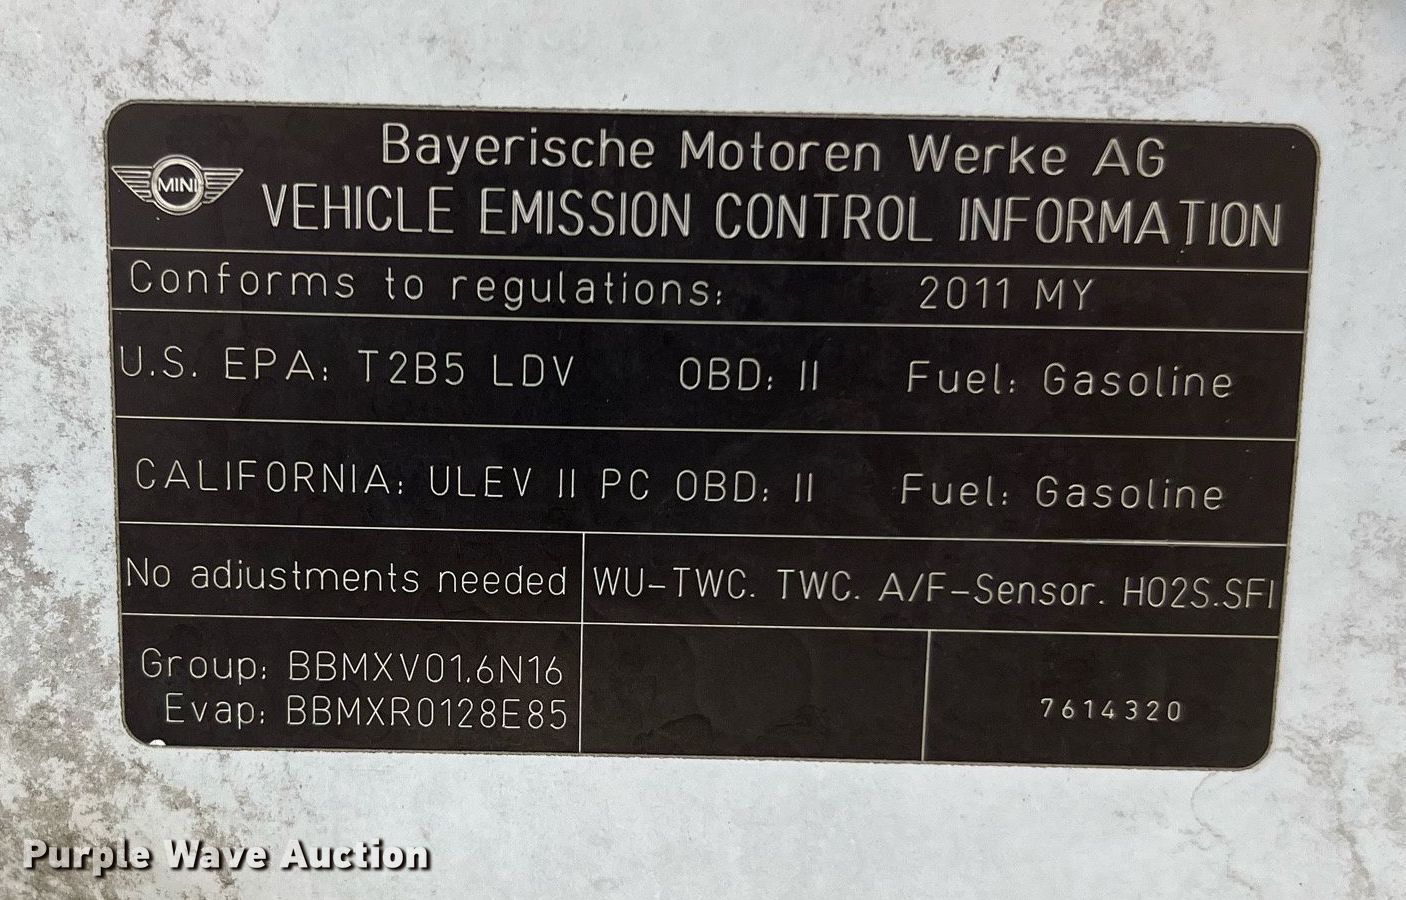 Bayerische Motoren Werke AG
MINI
VEHICLE EMISSION CONTROL INFORMATION
Conforms to regulations: 2011 MY
U.S. EPA: T2B5 LDV OBD: II Fuel: Gasoline
CALIFORNIA: ULEV II PC OBD: II Fuel: Gasoline
No adjustments needed WU-TWC. TWC. A/F-Sensor. HO2S.SFI
Group: BBMXV01.6N16
Evap: BBMXR0128E85
7614320
Purple Wave Auction